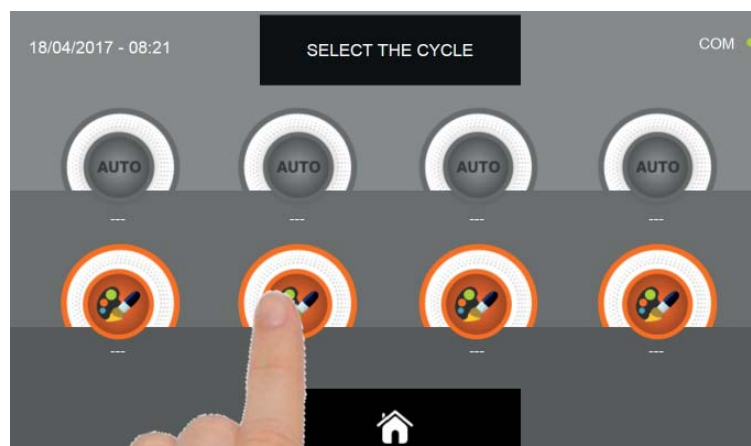 18/04/2017 - 08:21
SELECT THE CYCLE
COM
AUTO AUTO AUTO AUTO
--- --- --- ---
--- --- ---